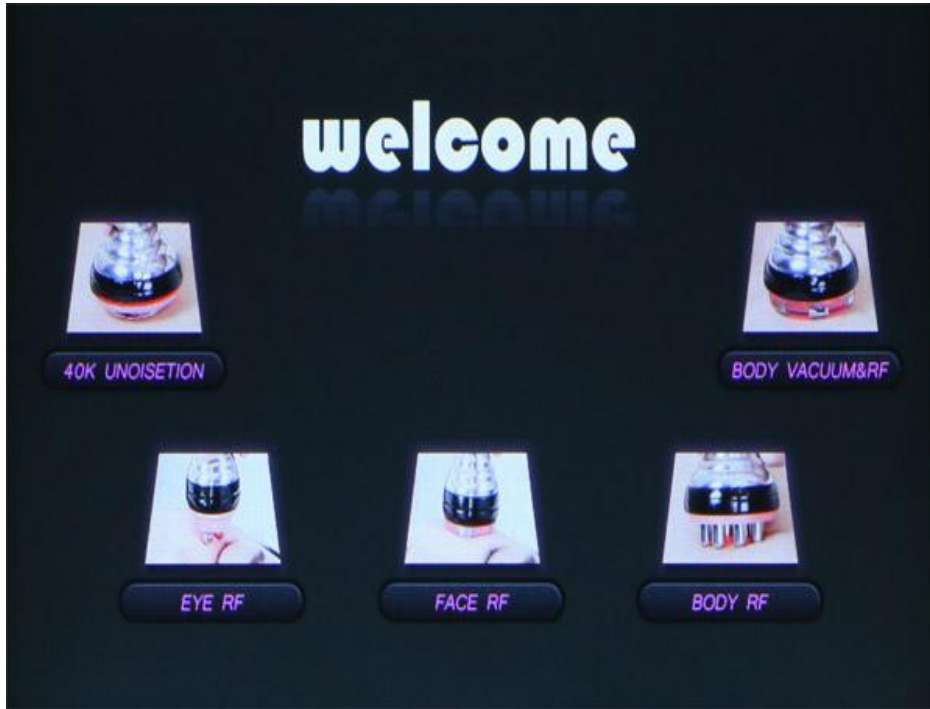 welcome
40K UNOISETION
BODY VACUUM&RF
EYE RF
FACE RF
BODY RF